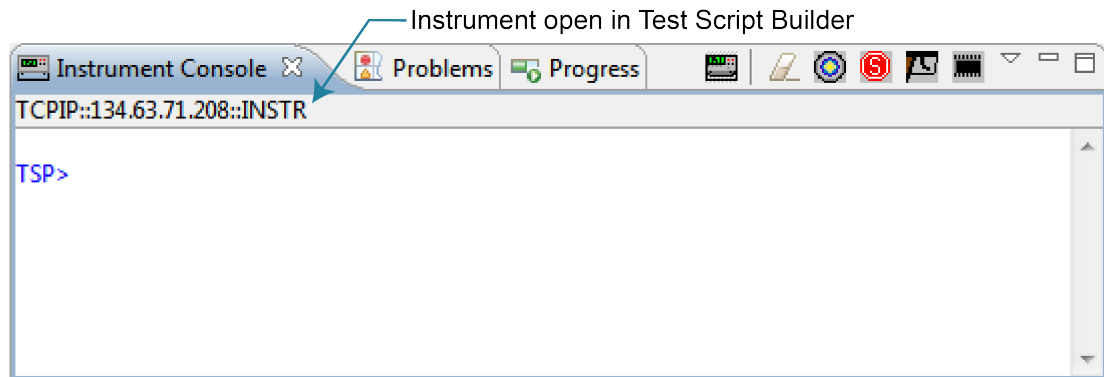 Instrument open in Test Script Builder
Instrument Console Problems Progress
TCPIP::134.63.71.208::INSTR
TSP>